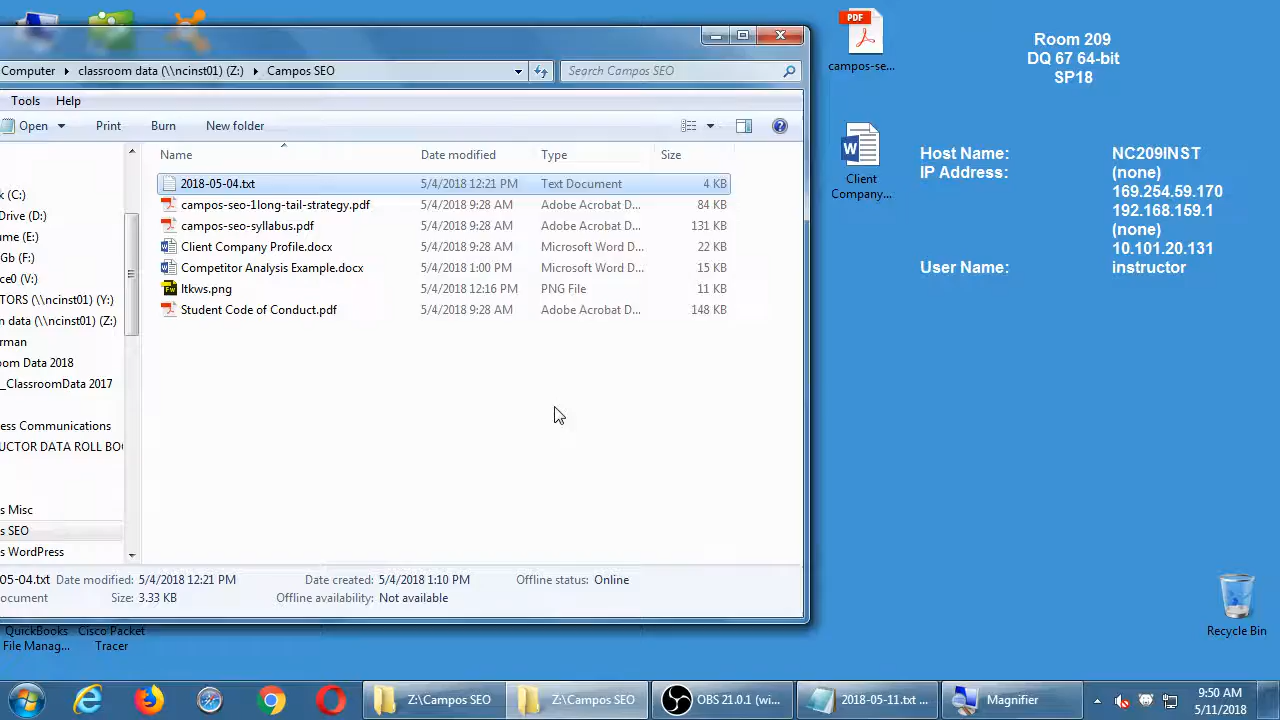 Computer classroom data (\\ncinst01) (Z:) Campos SEO
Search Campos SEO
Tools Help
Open Print Burn New folder
Name Date modified Type Size
2018-05-04.txt 5/4/2018 12:21 PM Text Document 4 KB
campos-seo-1long-tail-strategy.pdf 5/4/2018 9:28 AM Adobe Acrobat D... 84 KB
campos-seo-syllabus.pdf 5/4/2018 9:28 AM Adobe Acrobat D... 131 KB
Client Company Profile.docx 5/4/2018 9:28 AM Microsoft Word D... 22 KB
Competitor Analysis Example.docx 5/4/2018 1:00 PM Microsoft Word D... 15 KB
ltkws.png 5/4/2018 12:16 PM PNG File 11 KB
Student Code of Conduct.pdf 5/4/2018 9:28 AM Adobe Acrobat D... 148 KB
k (C:)
Drive (D:)
ume (E:)
Gb (F:)
ce0 (V:)
TORS (\\ncinst01) (Y:)
m data (\\ncinst01) (Z:)
rman
oom Data 2018
_ClassroomData 2017
ess Communications
UCTOR DATA ROLL BO
s Misc
s SEO
s WordPress
05-04.txt Date modified: 5/4/2018 12:21 PM Date created: 5/4/2018 1:10 PM Offline status: Online
ocument Size: 3.33 KB Offline availability: Not available
PDF
campos-se...
Client
Company...
Room 209
DQ 67 64-bit
SP18
Host Name: NC209INST
IP Address: (none)
169.254.59.170
192.168.159.1
(none)
10.101.20.131
User Name: instructor
Recycle Bin
QuickBooks
File Manag...
Cisco Packet
Tracer
Z:\Campos SEO
Z:\Campos SEO
OBS 21.0.1 (wi...
2018-05-11.txt ...
Magnifier
9:50 AM
5/11/2018